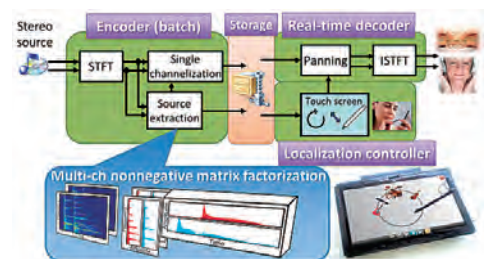 Encoder (batch)
Storage
Real-time decoder
Stereo
source
STFT
Single
channelization
Source
extraction
Panning
ISTFT
Touch screen
Localization controller
Multi-ch nonnegative matrix factorization